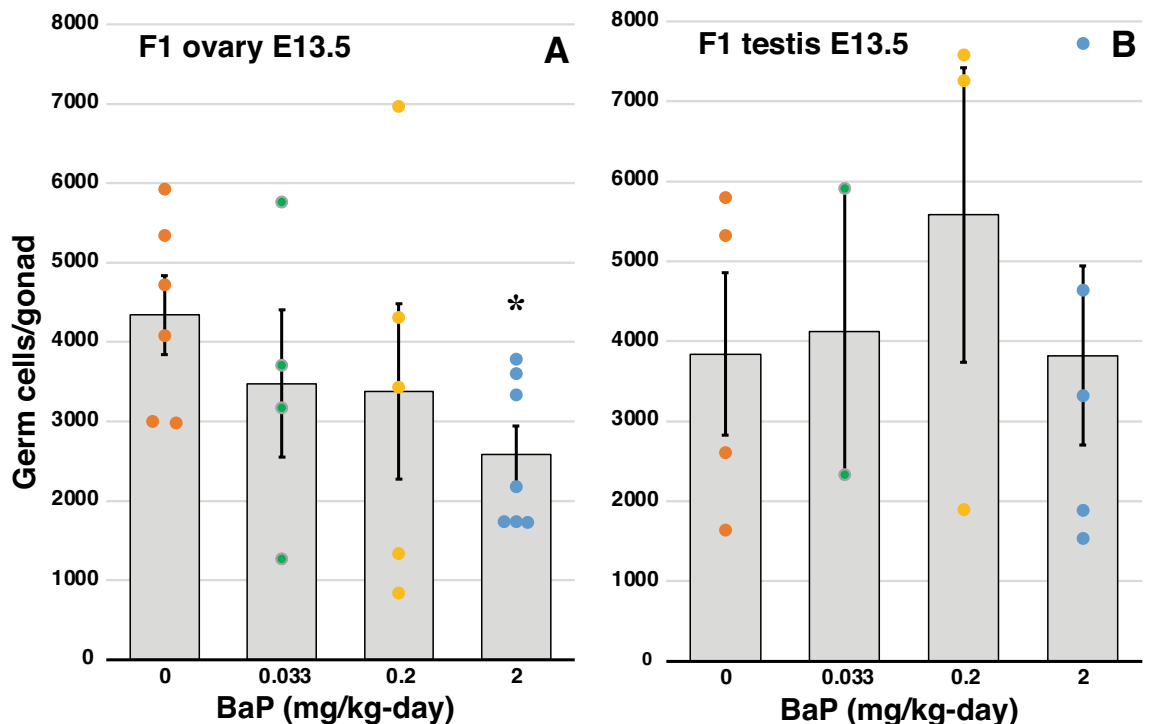 F1 ovary E13.5
A
8000
7000
6000
5000
4000
3000
2000
1000
0
Germ cells/gonad
*
0 0.033 0.2 2
BaP (mg/kg-day)
F1 testis E13.5
B
8000
7000
6000
5000
4000
3000
2000
1000
0
0 0.033 0.2 2
BaP (mg/kg-day)